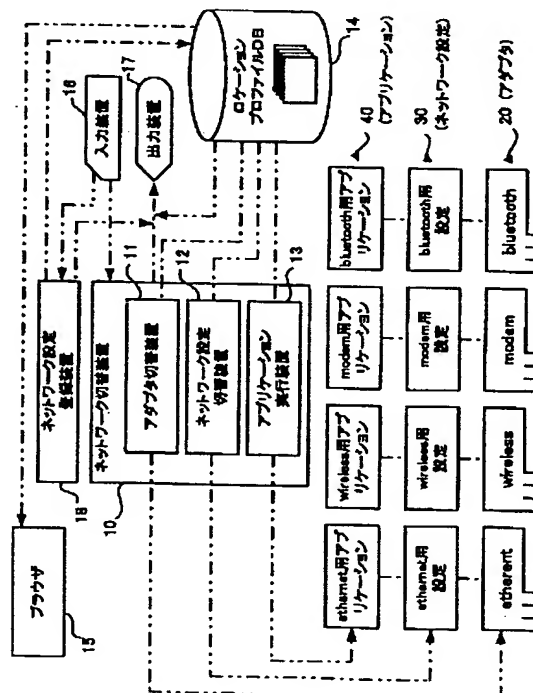 ブラウザ
15
ネットワーク設定
登録装置
18
入力装置
16
出力装置
17
ロケーション
プロファイルDB
14
ネットワーク切替装置
10
アダプタ切替装置
11
ネットワーク設定
切替装置
12
アプリケーション
実行装置
13
ethernet用アプ
リケーション
wireless用アプ
リケーション
modem用アプ
リケーション
bluetooth用アプ
リケーション
40
(アプリケーション)
ethernet用
設定
wireless用
設定
modem用
設定
bluetooth用
設定
30
(ネットワーク設定)
etherent
wireless
modem
bluetooth
20 (アダプタ)